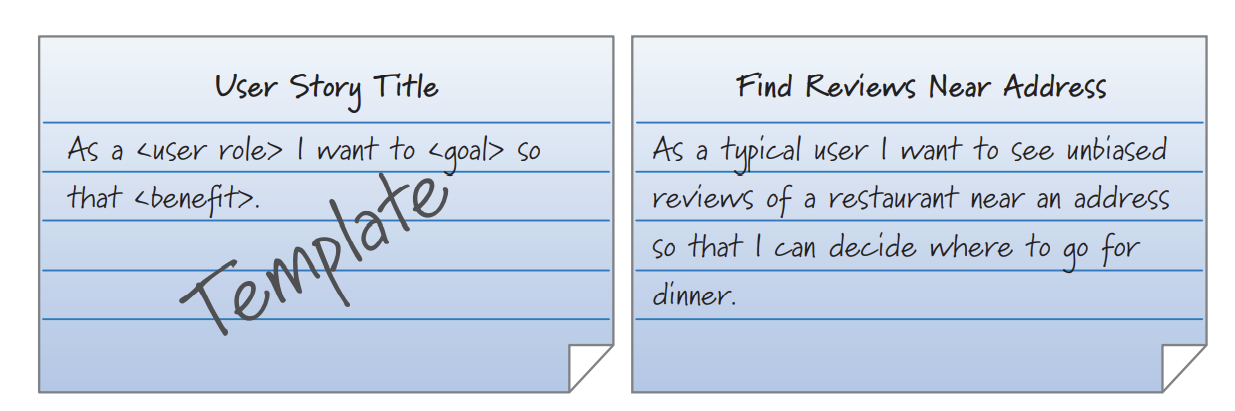 User Story Title
As a <user role> I want to <goal> so
that <benefit>.
Template
Find Reviews Near Address
As a typical user I want to see unbiased
reviews of a restaurant near an address
so that I can decide where to go for
dinner.